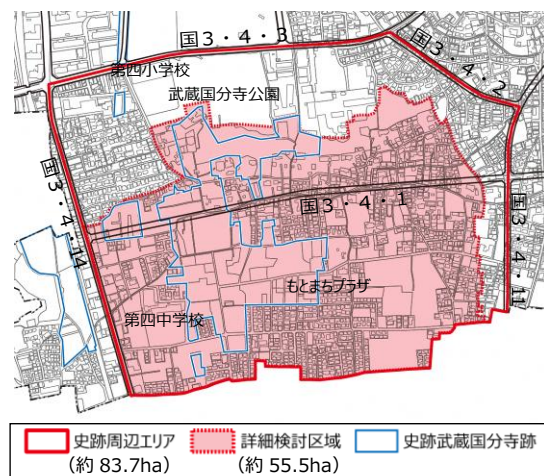 国3・4・3
国3・4・2
第四小学校
武蔵国分寺公園
国3・4・1
国3・4・14
国3・4・11
もとまちプラザ
第四中学校
史跡周辺エリア 詳細検討区域 史跡武蔵国分寺跡
（約 83.7ha） （約 55.5ha）